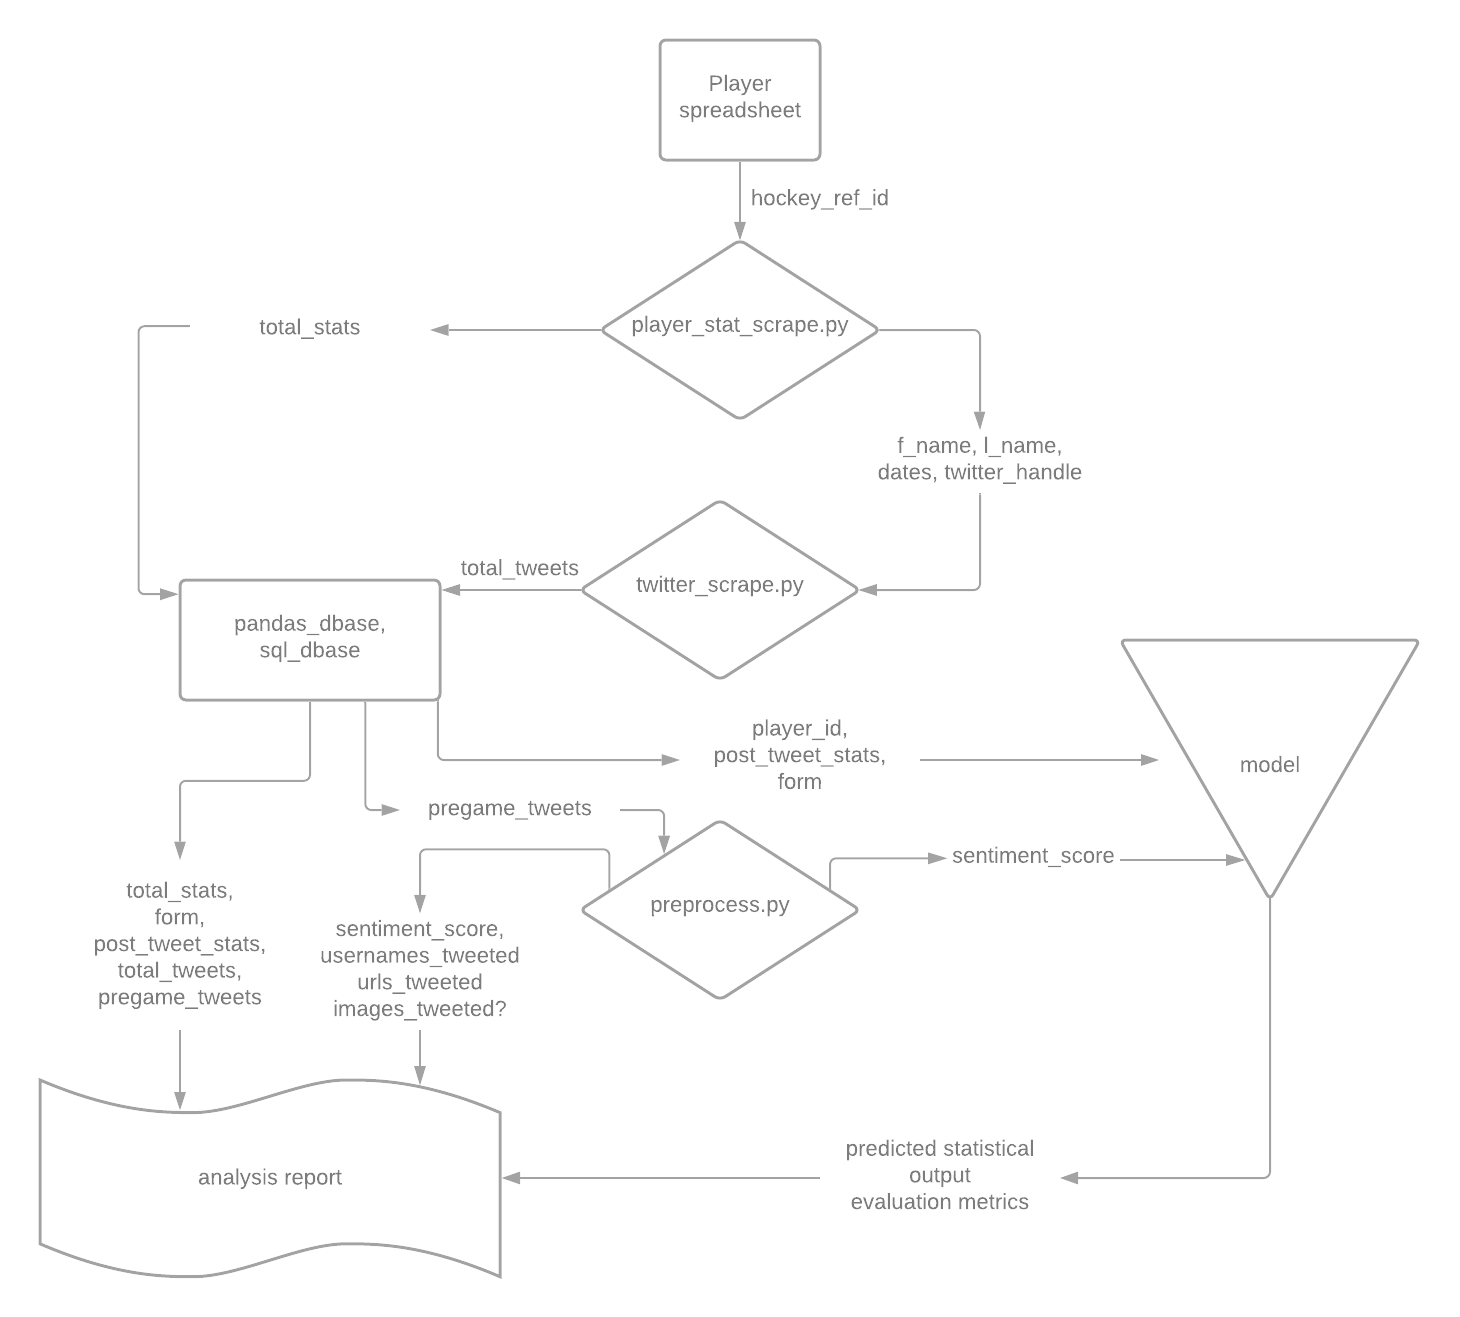 Player
spreadsheet
hockey_ref_id
total_stats
player_stat_scrape.py
f_name, l_name,
dates, twitter_handle
total_tweets
twitter_scrape.py
pandas_dbase,
sql_dbase
player_id,
post_tweet_stats,
form
model
pregame_tweets
sentiment_score
preprocess.py
total_stats,
form,
post_tweet_stats,
total_tweets,
pregame_tweets
sentiment_score,
usernames_tweeted
urls_tweeted
images_tweeted?
analysis report
predicted statistical
output
evaluation metrics